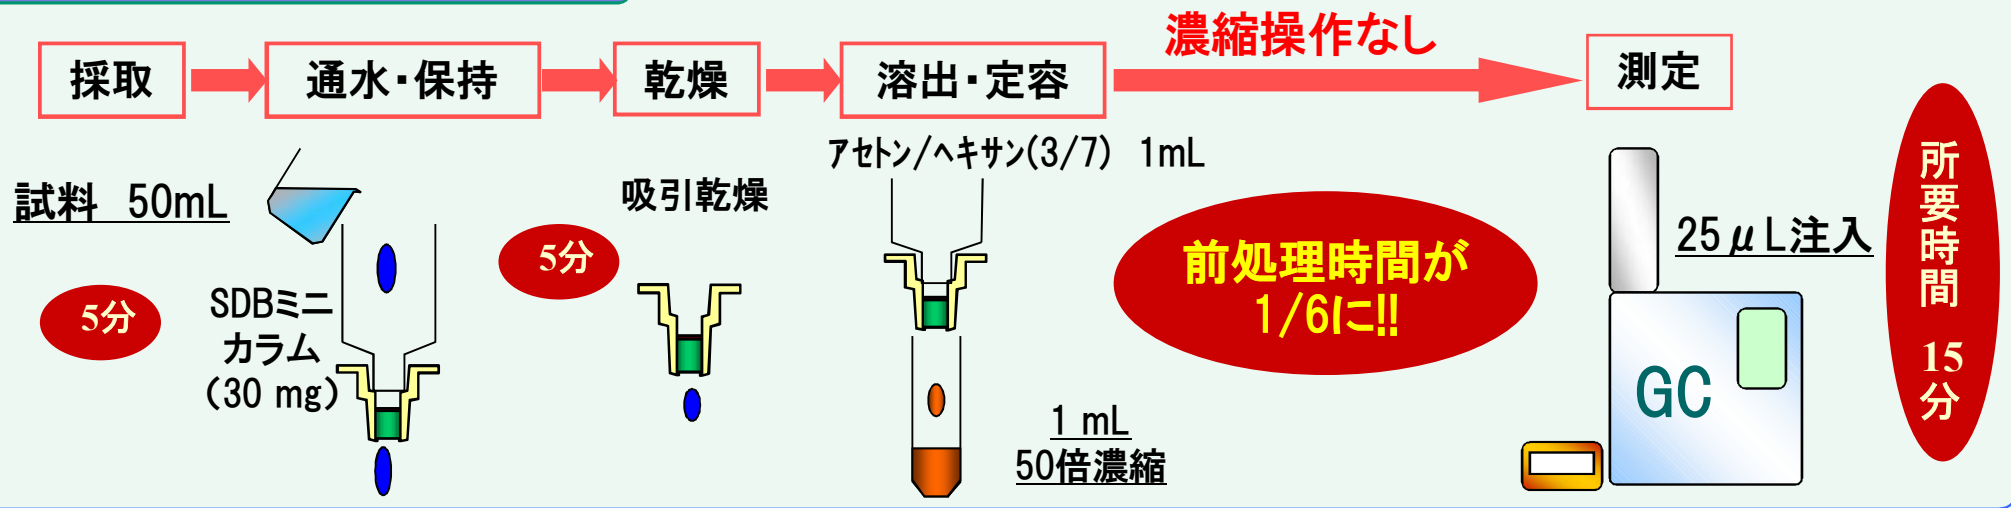 採取
通水・保持
乾燥
溶出・定容
濃縮操作なし
測定
試料 50mL
5分
SDBミニ
カラム
(30 mg)
5分
吸引乾燥
アセトン/ヘキサン(3/7) 1mL
1 mL
50倍濃縮
前処理時間が
1/6に!!
25μL注入
GC
所要時間 15分